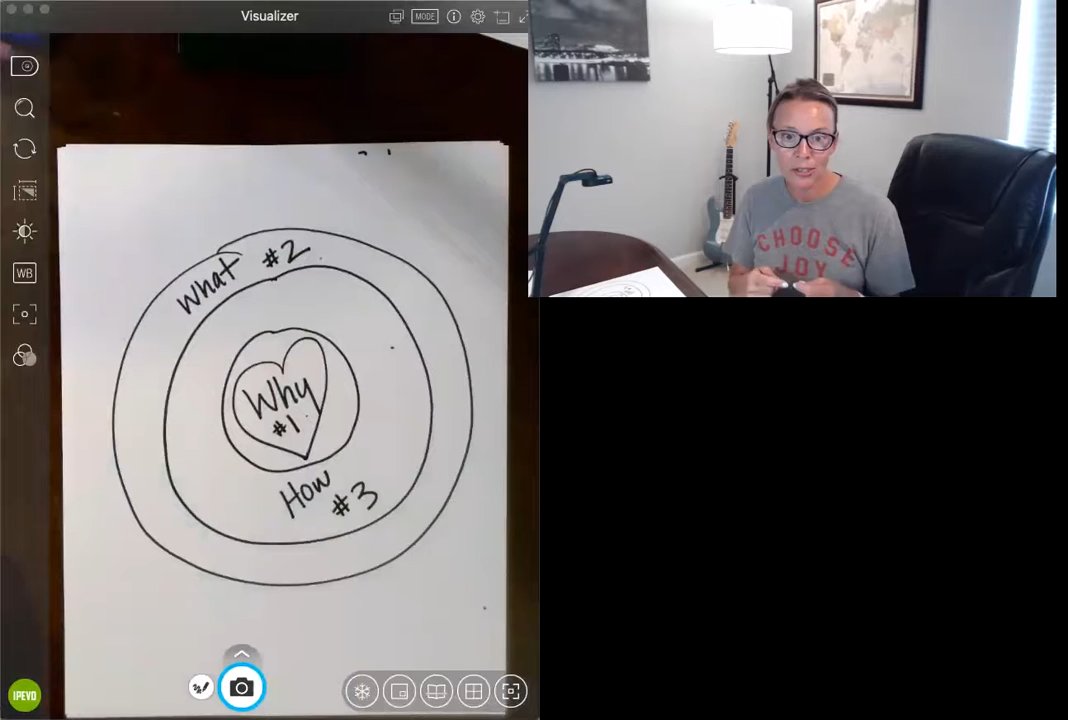 Visualizer
MODE
WB
What #2
Why
#1
How
#3
IPEVO
CHOOSE
JOY